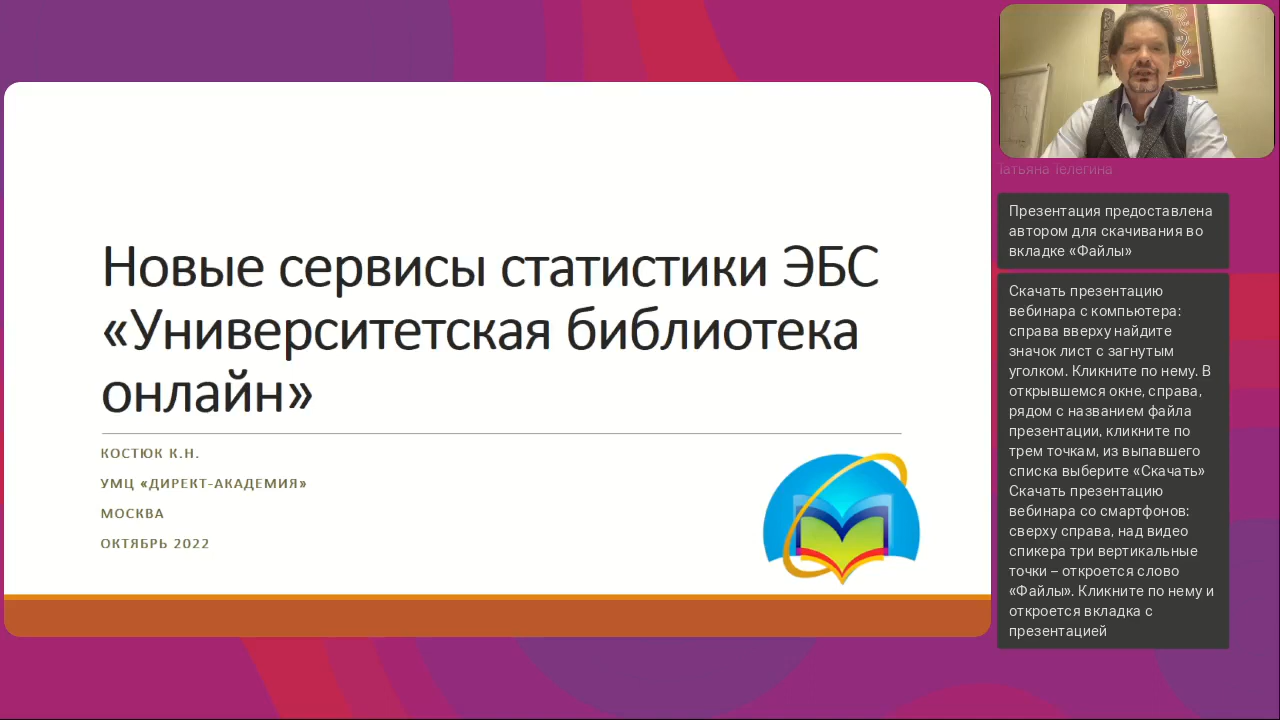 Новые сервисы статистики ЭБС
«Университетская библиотека
онлайн»
КОСТЮК К.Н.
УМЦ «ДИРЕКТ-АКАДЕМИЯ»
МОСКВА
ОКТЯБРЬ 2022
Татьяна Телегина
Презентация предоставлена
автором для скачивания во
вкладке «Файлы»
Скачать презентацию
вебинара с компьютера:
справа вверху найдите
значок лист с загнутым
уголком. Кликните по нему. В
открывшемся окне, справа,
рядом с названием файла
презентации, кликните по
трем точкам, из выпавшего
списка выберите «Скачать»
Скачать презентацию
вебинара со смартфонов:
сверху справа, над видео
спикера три вертикальные
точки – откроется слово
«Файлы». Кликните по нему и
откроется вкладка с
презентацией